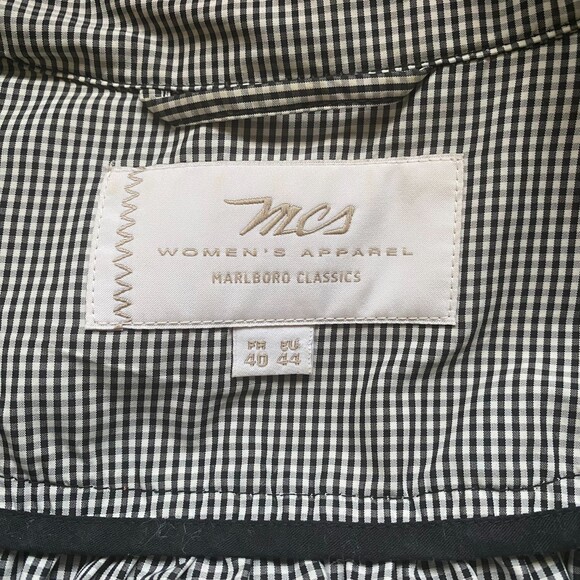 mcs
WOMEN'S APPAREL
MARLBORO CLASSICS
FR EU
40 44